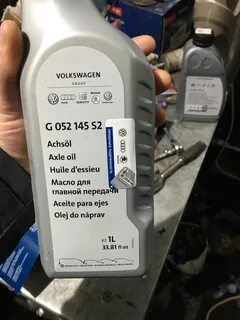 VOLKSWAGEN
GROUP
G 052 145 S2
Achsöl
Axle oil
Huile d'essieu
Масло для
главной передачи
Aceite para ejes
Olej do náprav
e 1L
33.81 fl oz